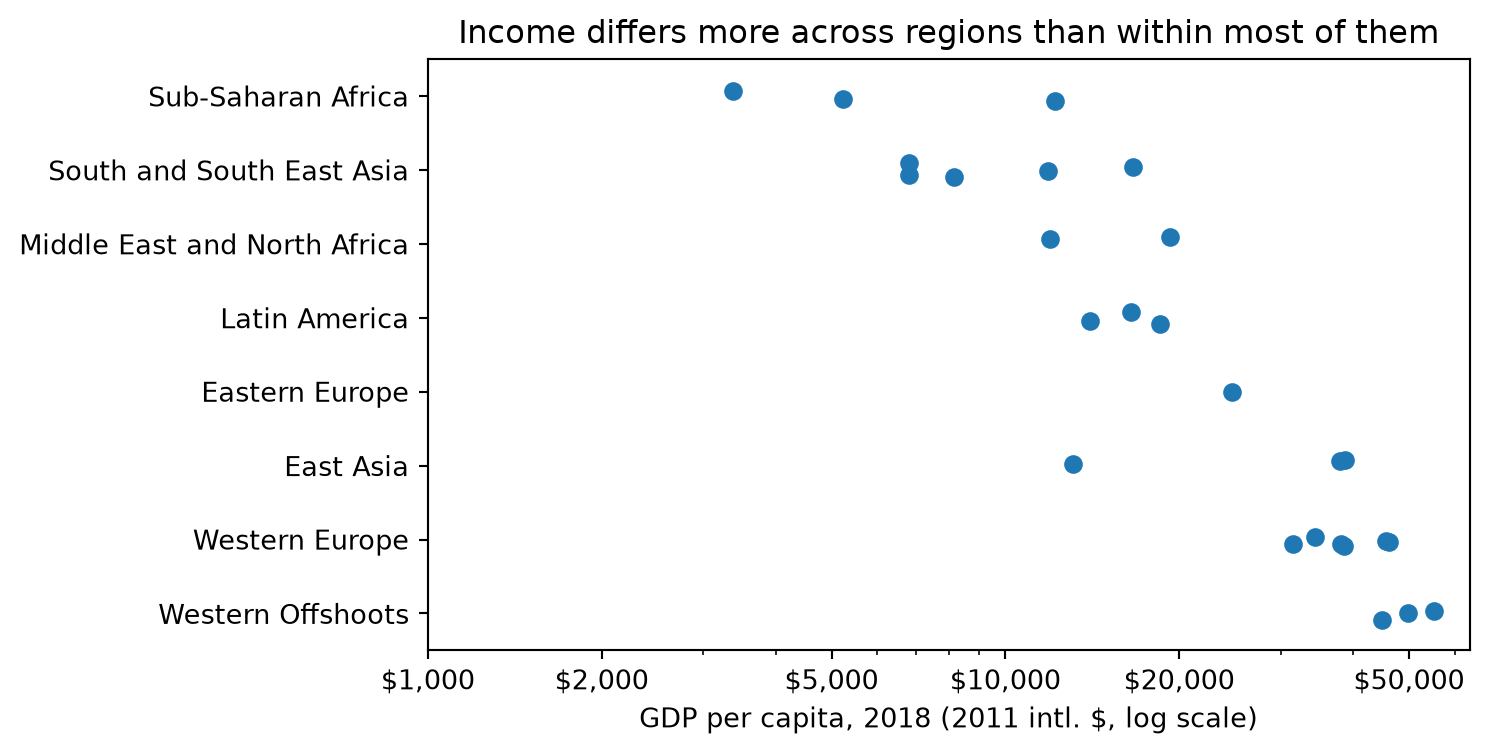 Income differs more across regions than within most of them
Sub-Saharan Africa
South and South East Asia
Middle East and North Africa
Latin America
Eastern Europe
East Asia
Western Europe
Western Offshoots
$1,000
$2,000
$5,000
$10,000
$20,000
$50,000
GDP per capita, 2018 (2011 intl. $, log scale)